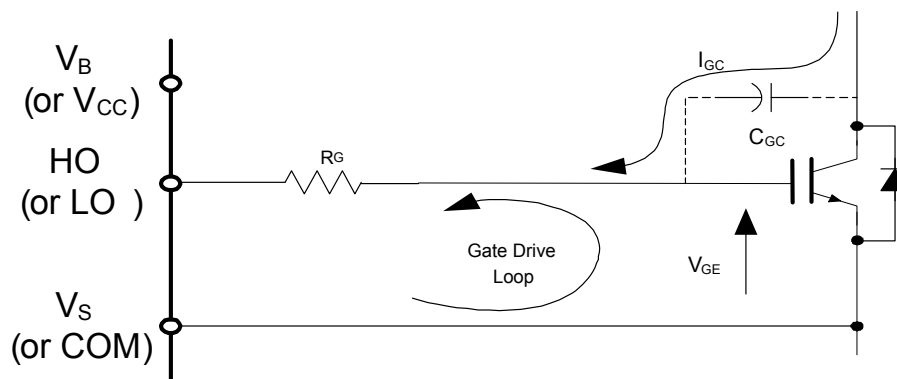 V_B
(or V_CC)
HO
(or LO )
V_S
(or COM)
R_G
I_GC
C_GC
Gate Drive
Loop
V_GE